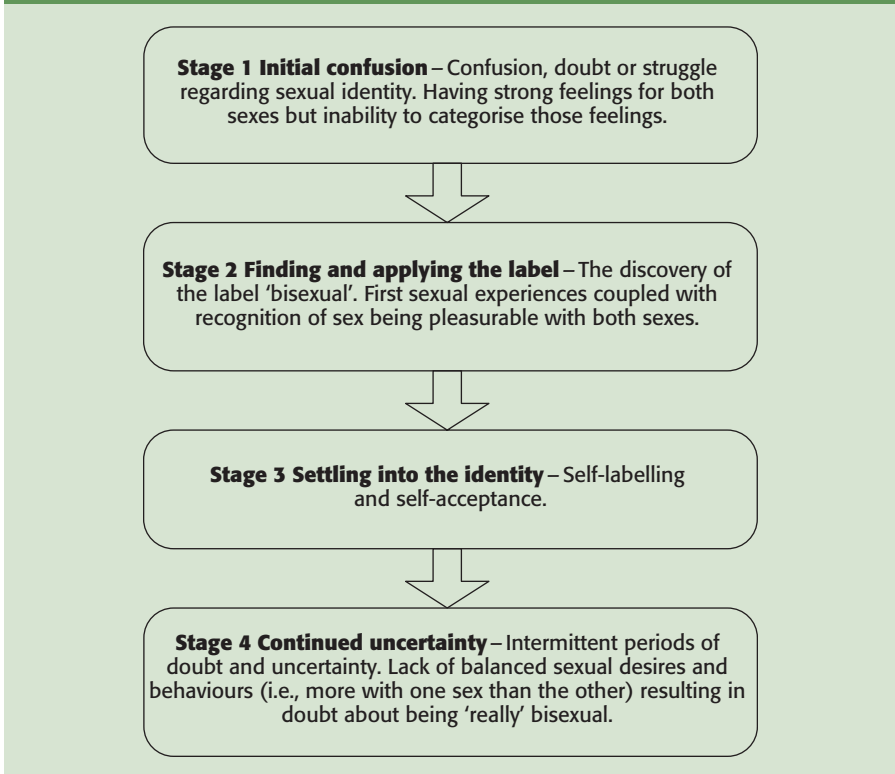 Stage 1 Initial confusion – Confusion, doubt or struggle
regarding sexual identity. Having strong feelings for both
sexes but inability to categorise those feelings.
Stage 2 Finding and applying the label – The discovery of
the label ‘bisexual’. First sexual experiences coupled with
recognition of sex being pleasurable with both sexes.
Stage 3 Settling into the identity – Self-labelling
and self-acceptance.
Stage 4 Continued uncertainty – Intermittent periods of
doubt and uncertainty. Lack of balanced sexual desires and
behaviours (i.e., more with one sex than the other) resulting in
doubt about being ‘really’ bisexual.